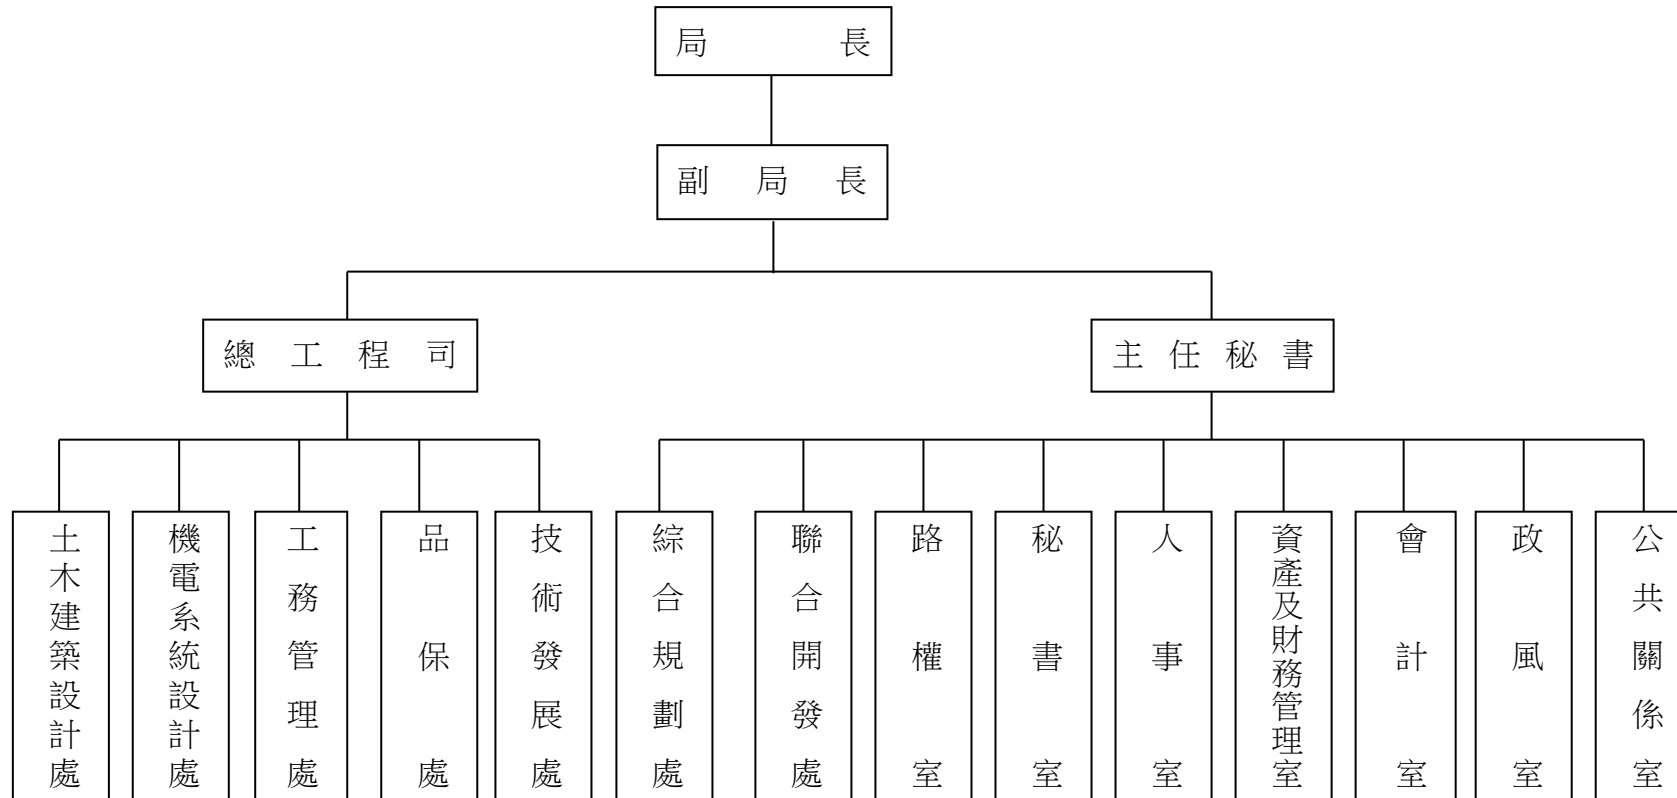 局長
副局長
總工程司
主任秘書
土木建築設計處
機電系統設計處
工務管理處
品保處
技術發展處
綜合規劃處
聯合開發處
路權室
秘書室
人事室
資產及財務管理室
會計室
政風室
公共關係室